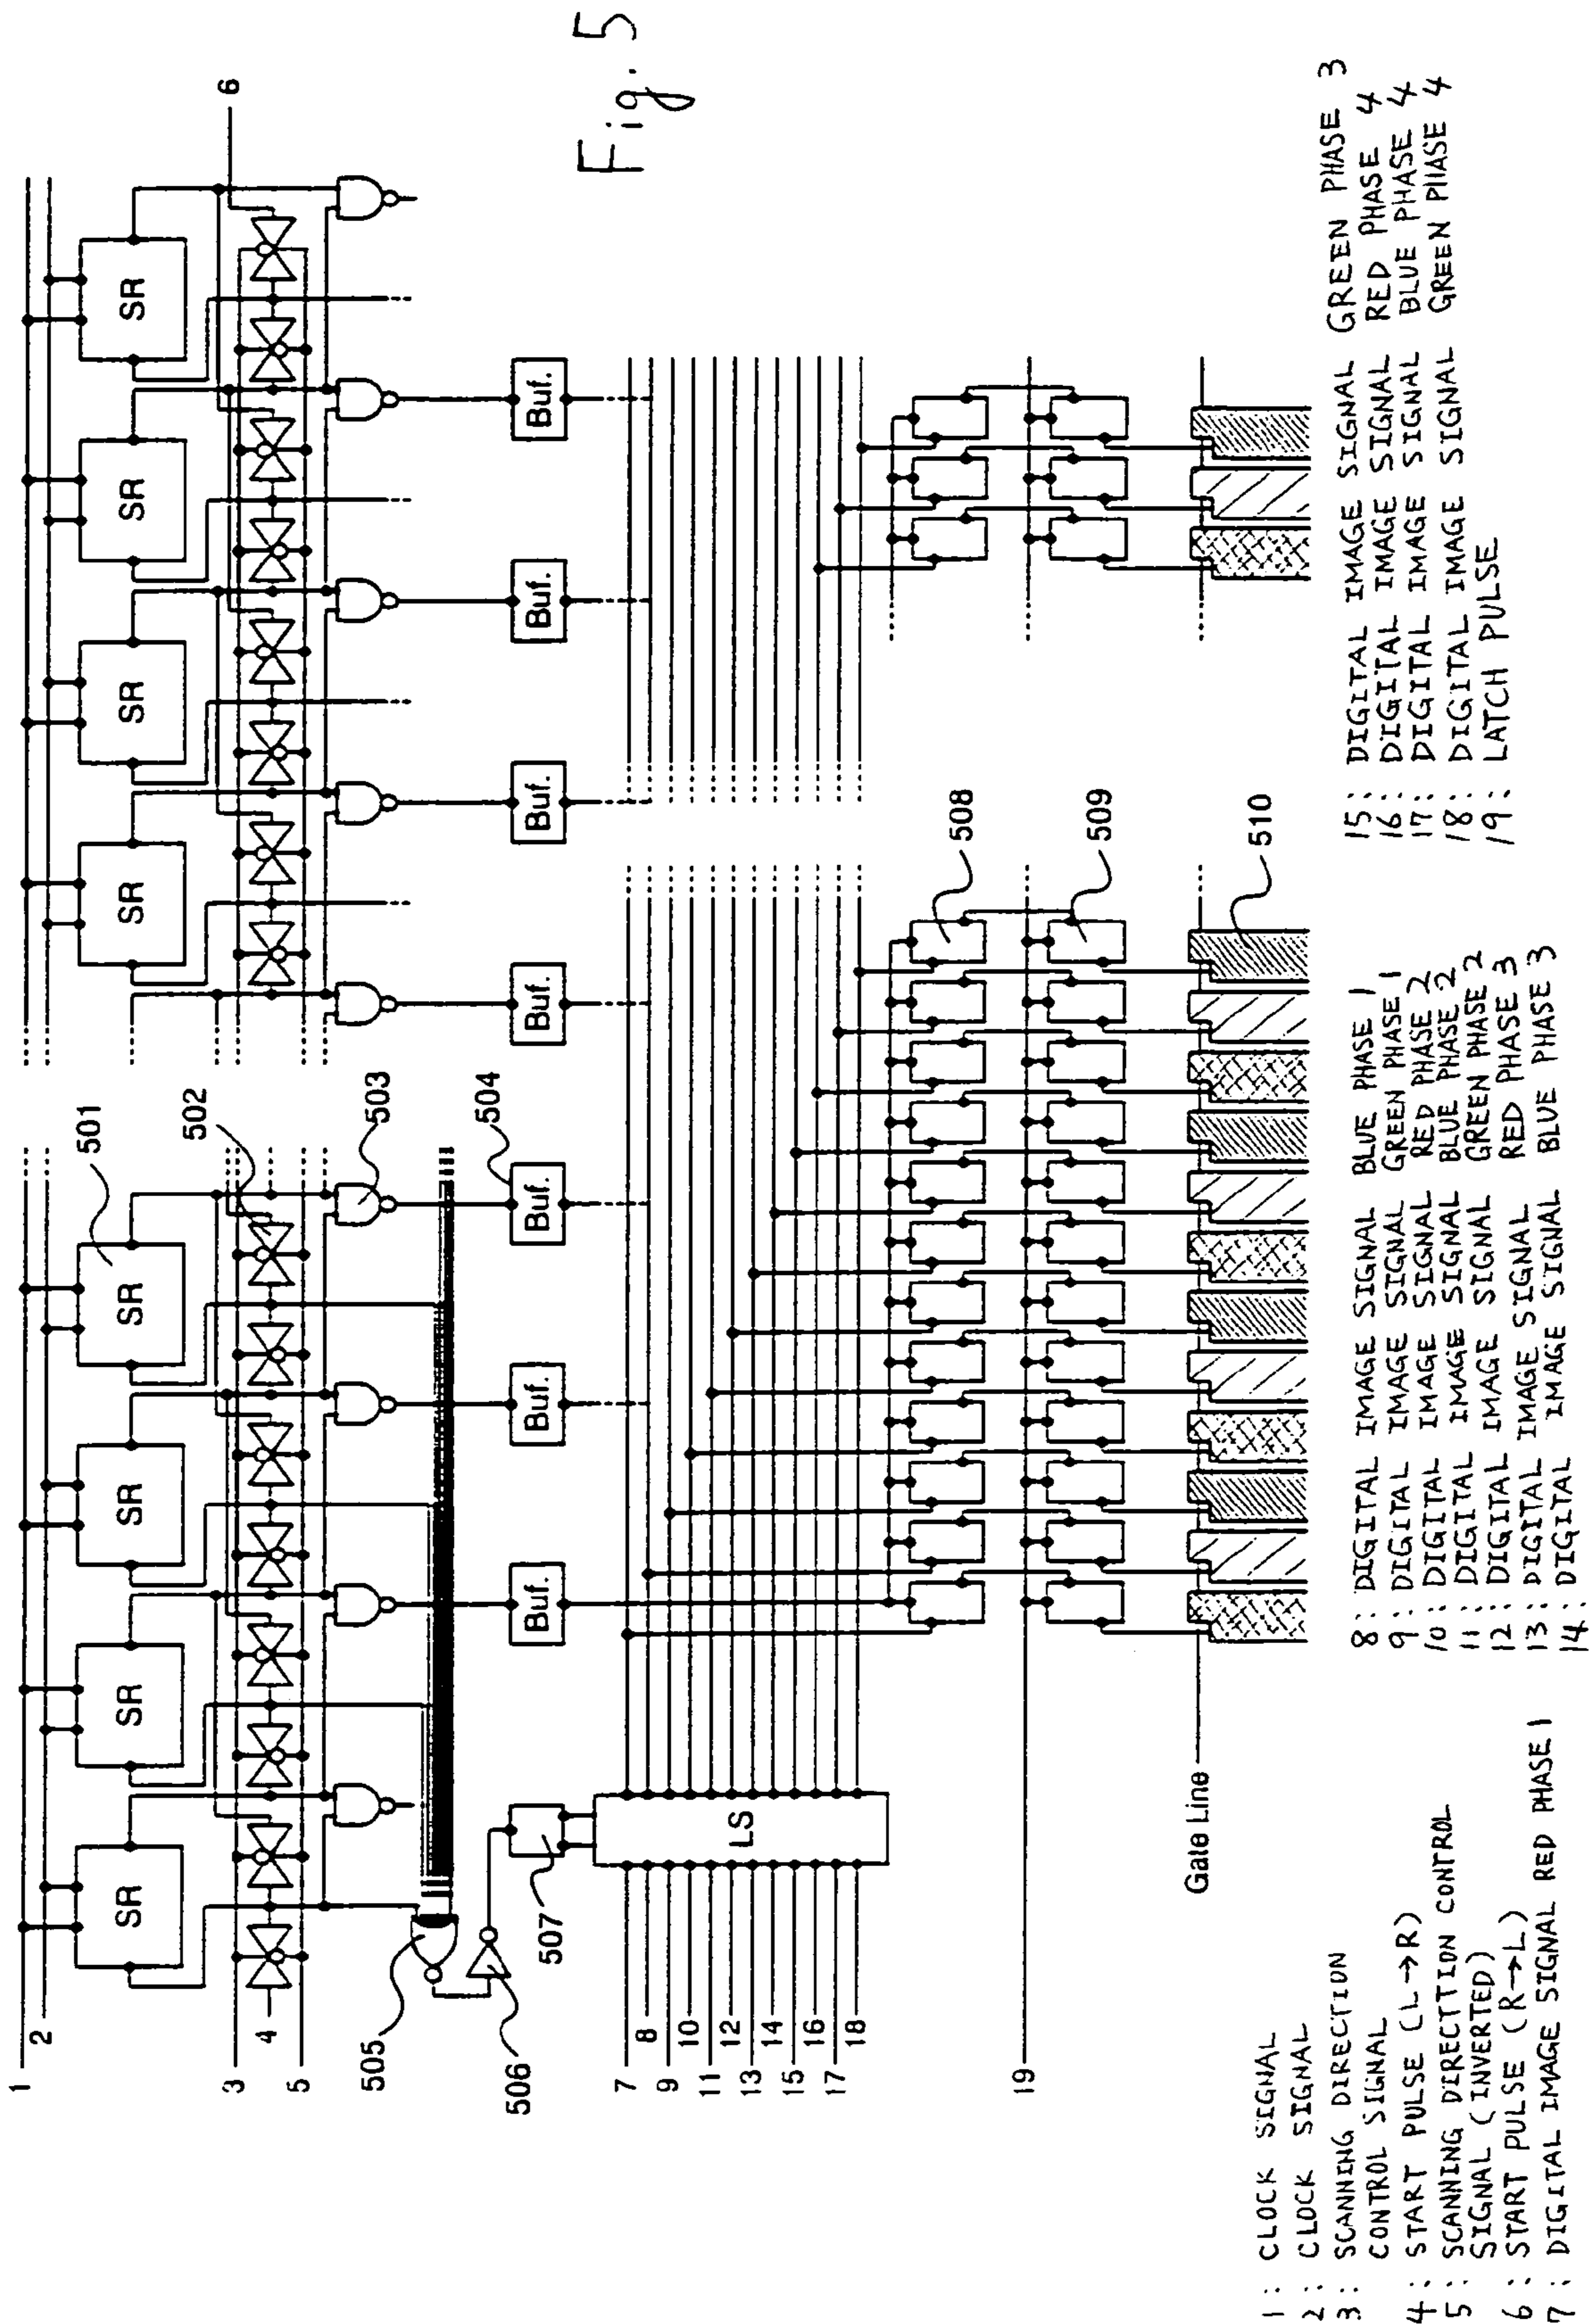 1
2
SR
SR
SR
SR
SR
SR
SR
SR
501
502
3
4
5
6
503
505
506
504
507
Buf.
Buf.
Buf.
Buf.
Buf.
Buf.
Buf.
Fig. 5
7
8
9
10
11
12
13
14
15
16
17
18
LS
508
19
509
Gate Line
510
1: CLOCK SIGNAL
2: CLOCK SIGNAL
3: SCANNING DIRECTION
CONTROL SIGNAL
4: START PULSE (L→R)
5: SCANNING DIRECTTION CONTROL
SIGNAL (INVERTED)
6: START PULSE (R→L)
7: DIGITAL IMAGE SIGNAL RED PHASE 1
8: DIGITAL IMAGE SIGNAL BLUE PHASE 1
9: DIGITAL IMAGE SIGNAL GREEN PHASE 1
10: DIGITAL IMAGE SIGNAL RED PHASE 2
11: DIGITAL IMAGE SIGNAL BLUE PHASE 2
12: DIGITAL IMAGE SIGNAL GREEN PHASE 2
13: DIGITAL IMAGE SIGNAL RED PHASE 3
14: DIGITAL IMAGE SIGNAL BLUE PHASE 3
15: DIGITAL IMAGE SIGNAL GREEN PHASE 3
16: DIGITAL IMAGE SIGNAL RED PHASE 4
17: DIGITAL IMAGE SIGNAL BLUE PHASE 4
18: DIGITAL IMAGE SIGNAL GREEN PHASE 4
19: LATCH PULSE